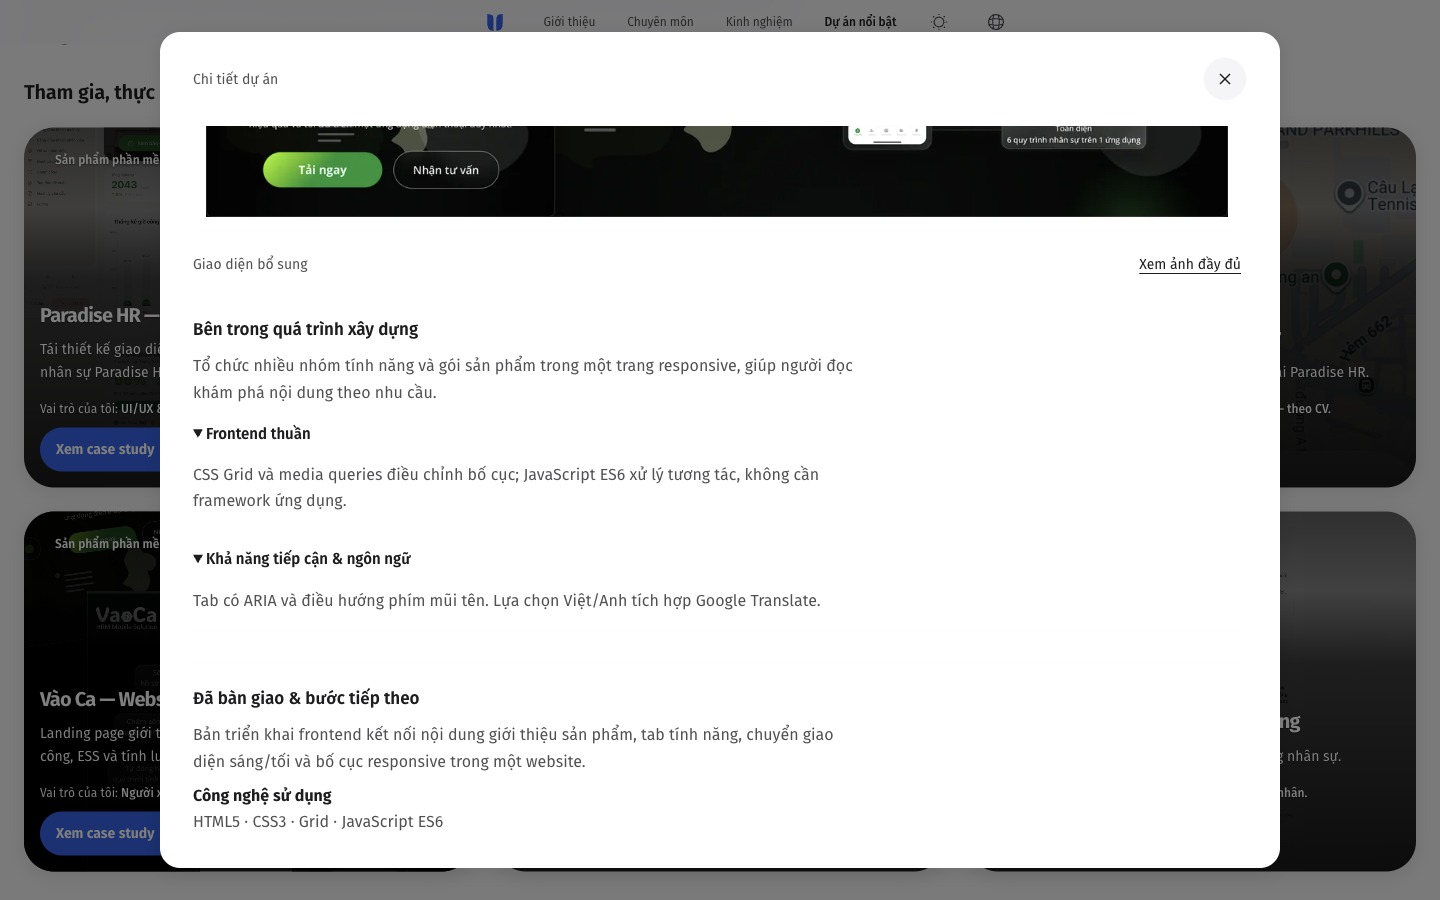 Giới thiệu
Chuyên môn
Kinh nghiệm
Dự án nổi bật
Tham gia, thực
Chi tiết dự án
Tải ngay
Nhận tư vấn
Toàn diện
6 quy trình nhân sự trên 1 ứng dụng
Giao diện bổ sung
Xem ảnh đầy đủ
Bên trong quá trình xây dựng
Tổ chức nhiều nhóm tính năng và gói sản phẩm trong một trang responsive, giúp người đọc
khám phá nội dung theo nhu cầu.
Frontend thuần
CSS Grid và media queries điều chỉnh bố cục; JavaScript ES6 xử lý tương tác, không cần
framework ứng dụng.
Khả năng tiếp cận & ngôn ngữ
Tab có ARIA và điều hướng phím mũi tên. Lựa chọn Việt/Anh tích hợp Google Translate.
Đã bàn giao & bước tiếp theo
Bản triển khai frontend kết nối nội dung giới thiệu sản phẩm, tab tính năng, chuyển giao
diện sáng/tối và bố cục responsive trong một website.
Công nghệ sử dụng
HTML5 · CSS3 · Grid · JavaScript ES6
Sản phẩm phần mề
2043
Paradise HR —
Tái thiết kế giao diệ
nhân sự Paradise H
Vai trò của tôi: UI/UX &
Xem case study
Sản phẩm phần mề
VaoCa
Vào Ca — Webs
Landing page giới t
công, ESS và tính lu
Vai trò của tôi: Người x
Xem case study
AND PARKHILLS
Câu Lạ
Tennis
ng an
Hẻm 662
ại Paradise HR.
– theo CV.
ng
g nhân sự.
nhân.